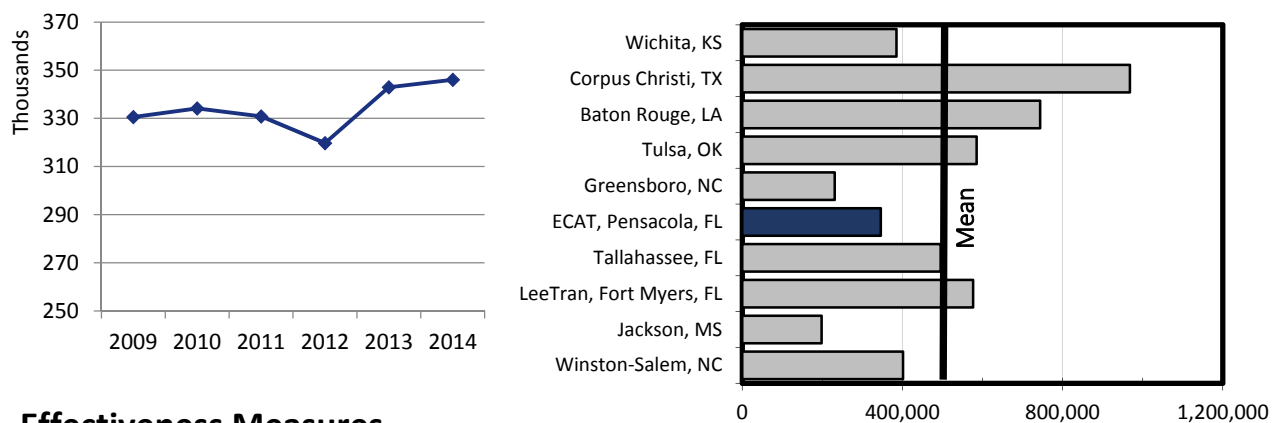 Thousands
370
350
330
310
290
270
250
2009 2010 2011 2012 2013 2014
Wichita, KS
Corpus Christi, TX
Baton Rouge, LA
Tulsa, OK
Greensboro, NC
ECAT, Pensacola, FL
Tallahassee, FL
LeeTran, Fort Myers, FL
Jackson, MS
Winston-Salem, NC
Mean
0 400,000 800,000 1,200,000
Effectiveness Measures